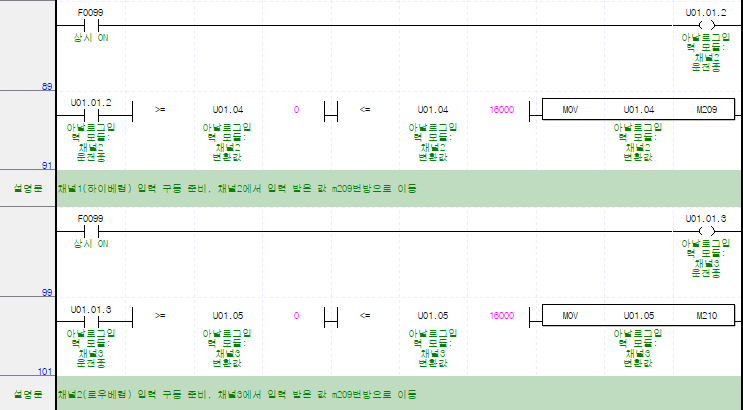 F0099
U01.01.2
상시 ON
아날로그입
력 모듈:
채널2
운전중
89
U01.01.2
>=
U01.04
0
<=
U01.04
16000
MOV
U01.04
M209
아날로그입
력 모듈:
채널2
운전중
아날로그입
력 모듈:
채널2
변환값
아날로그입
력 모듈:
채널2
변환값
아날로그입
력 모듈:
채널2
변환값
91
설명문
채널1(하이베럼) 입력 구동 준비, 채널2에서 입력 받은 값 m209번방으로 이동
F0099
U01.01.3
상시 ON
아날로그입
력 모듈:
채널3
운전중
99
U01.01.3
>=
U01.05
0
<=
U01.05
16000
MOV
U01.05
M210
아날로그입
력 모듈:
채널3
운전중
아날로그입
력 모듈:
채널3
변환값
아날로그입
력 모듈:
채널3
변환값
아날로그입
력 모듈:
채널3
변환값
101
설명문
채널2(로우베럼) 입력 구동 준비, 채널3에서 입력 받은 값 m209번방으로 이동